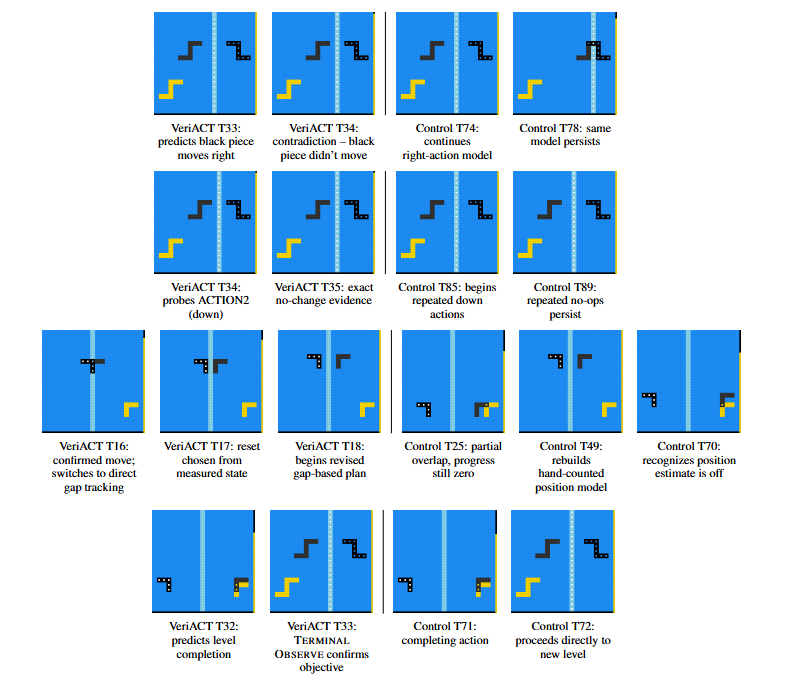 VeriACT T33:
predicts black piece
moves right
VeriACT T34:
contradiction – black
piece didn't move
Control T74:
continues
right-action model
Control T78: same
model persists
VeriACT T34:
probes ACTION2
(down)
VeriACT T35: exact
no-change evidence
Control T85: begins
repeated down
actions
Control T89:
repeated no-ops
persist
VeriACT T16:
confirmed move;
switches to direct
gap tracking
VeriACT T17: reset
chosen from
measured state
VeriACT T18:
begins revised
gap-based plan
Control T25: partial
overlap, progress
still zero
Control T49:
rebuilds
hand-counted
position model
Control T70:
recognizes position
estimate is off
VeriACT T32:
predicts level
completion
VeriACT T33:
TERMINAL
OBSERVE confirms
objective
Control T71:
completing action
Control T72:
proceeds directly to
new level